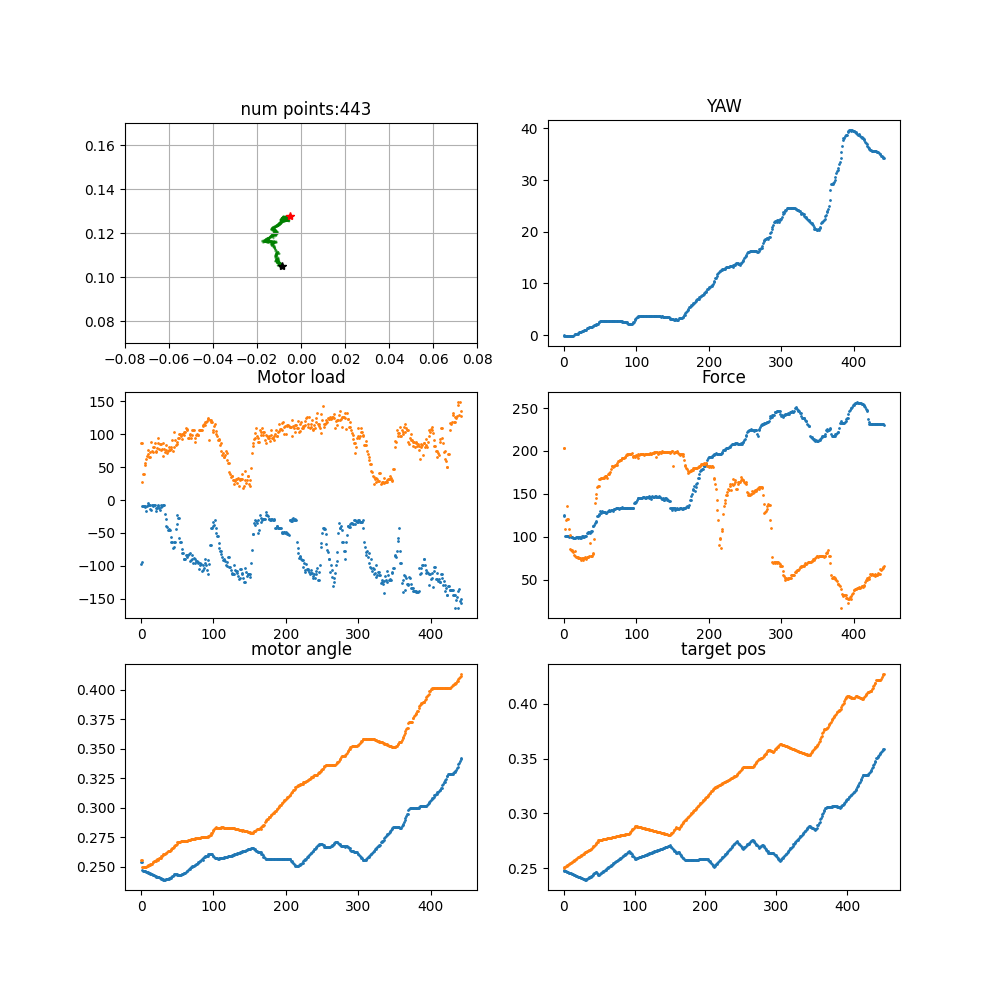 num points:443
0.16
0.14
0.12
0.10
0.08
−0.08 −0.06 −0.04 −0.02 0.00 0.02 0.04 0.06 0.08
YAW
40
30
20
10
0
0 100 200 300 400
Motor load
150
100
50
0
−50
−100
−150
0 100 200 300 400
Force
250
200
150
100
50
0 100 200 300 400
motor angle
0.400
0.375
0.350
0.325
0.300
0.275
0.250
0 100 200 300 400
target pos
0.40
0.35
0.30
0.25
0 100 200 300 400